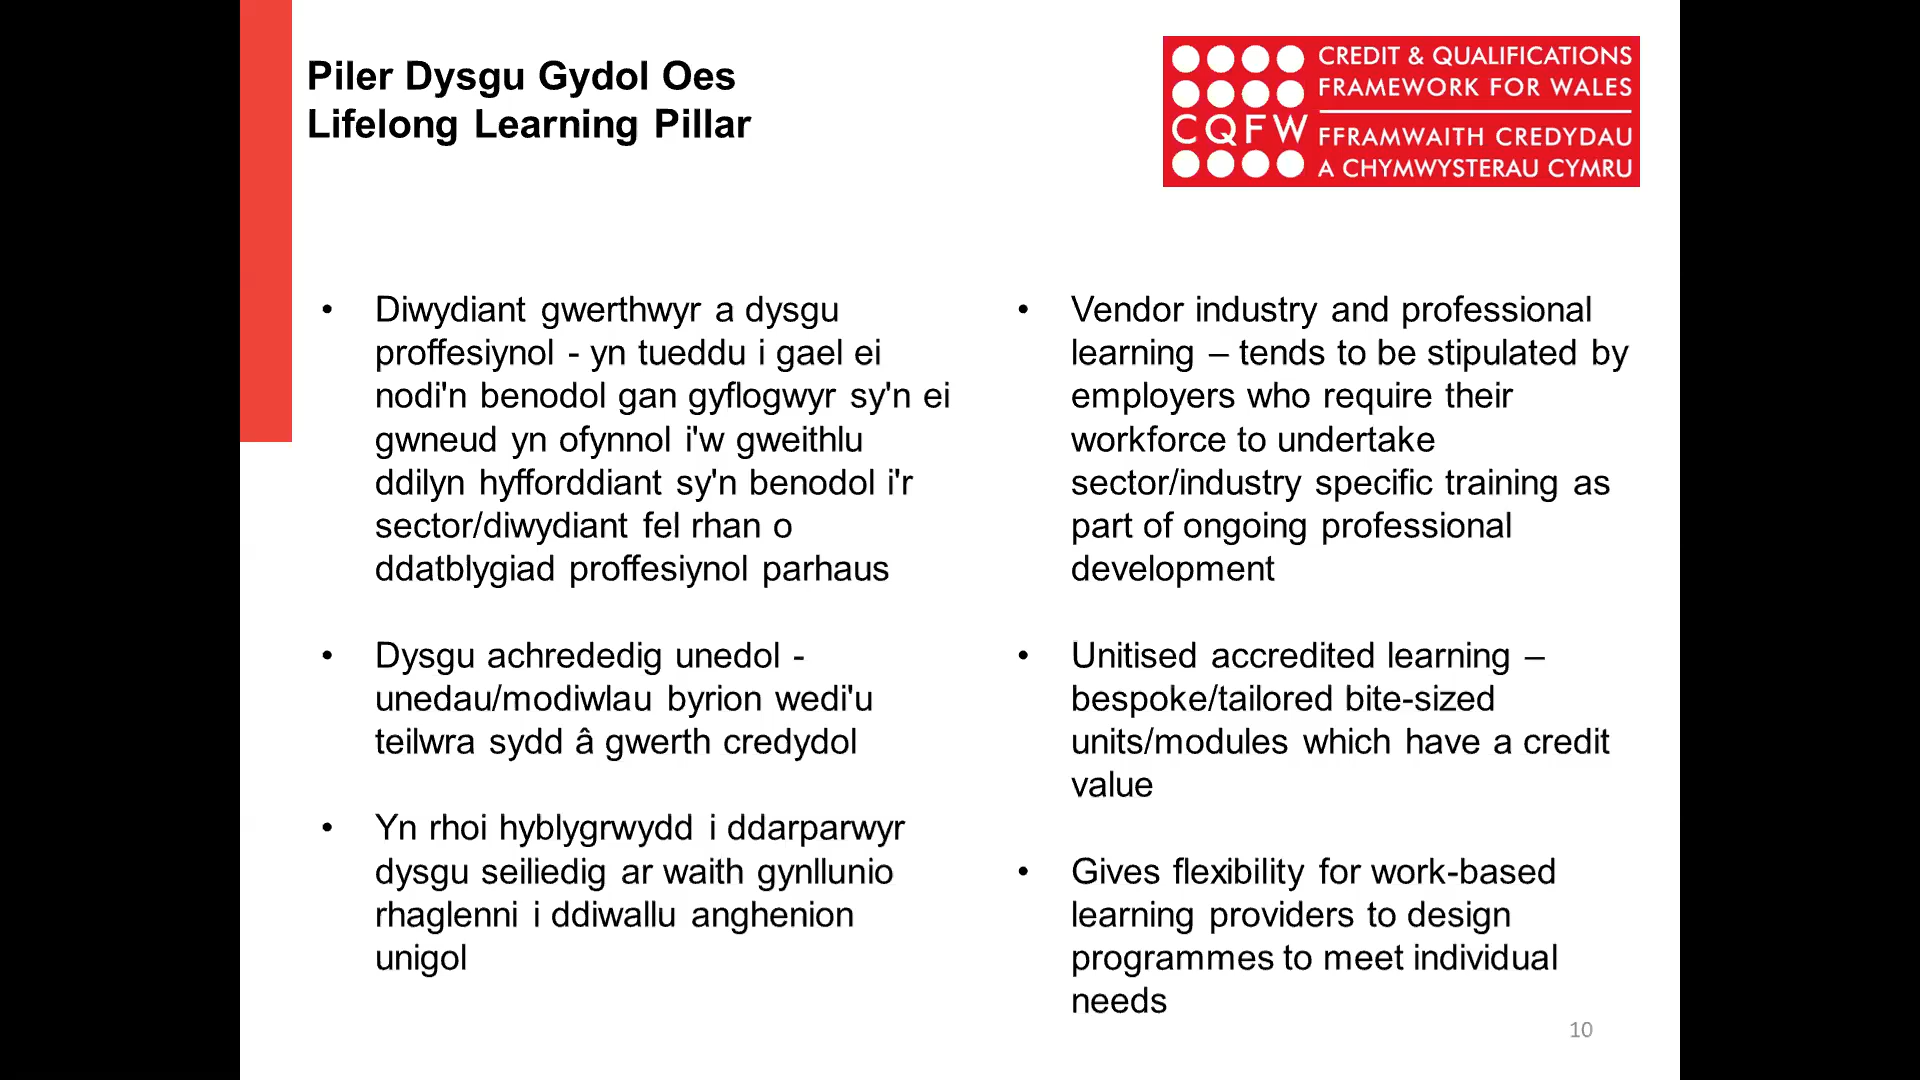 Piler Dysgu Gydol Oes
Lifelong Learning Pillar
CQFW
CREDIT & QUALIFICATIONS
FRAMEWORK FOR WALES
FFRAMWAITH CREDYDAU
A CHYMWYSTERAU CYMRU
• Diwydiant gwerthwyr a dysgu
proffesiynol - yn tueddu i gael ei
nodi'n benodol gan gyflogwyr sy'n ei
gwneud yn ofynnol i'w gweithlu
ddilyn hyfforddiant sy'n benodol i'r
sector/diwydiant fel rhan o
ddatblygiad proffesiynol parhaus
• Dysgu achrededig unedol -
unedau/modiwlau byrion wedi'u
teilwra sydd â gwerth credydol
• Yn rhoi hyblygrwydd i ddarparwyr
dysgu seiliedig ar waith gynllunio
rhaglenni i ddiwallu anghenion
unigol
• Vendor industry and professional
learning – tends to be stipulated by
employers who require their
workforce to undertake
sector/industry specific training as
part of ongoing professional
development
• Unitised accredited learning –
bespoke/tailored bite-sized
units/modules which have a credit
value
• Gives flexibility for work-based
learning providers to design
programmes to meet individual
needs
10